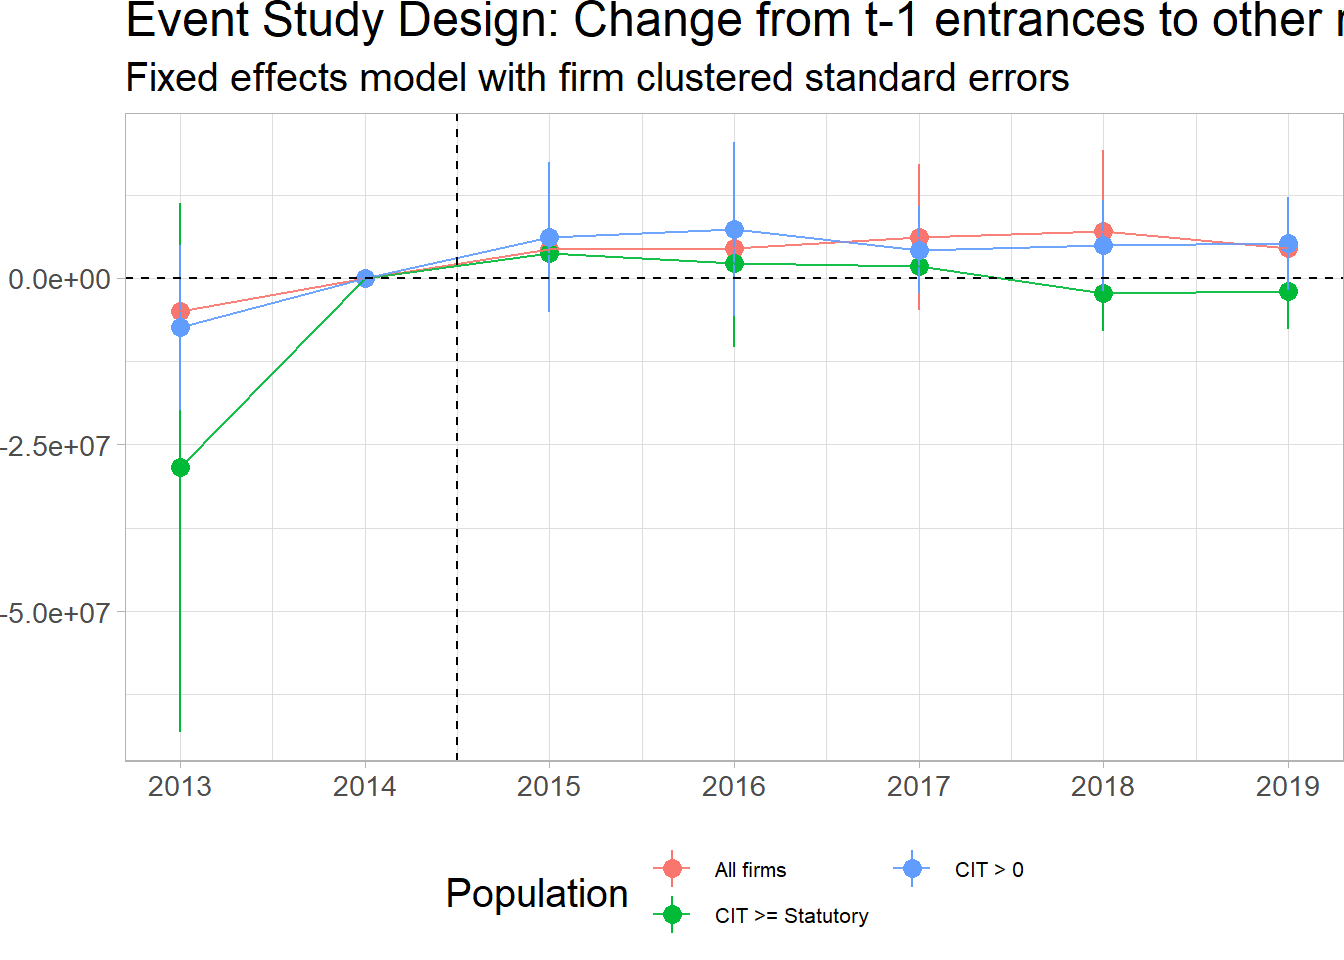 Event Study Design: Change from t-1 entrances to other
Fixed effects model with firm clustered standard errors
0.0e+00
-2.5e+07
-5.0e+07
2013 2014 2015 2016 2017 2018 2019
Population
All firms
CIT > 0
CIT >= Statutory